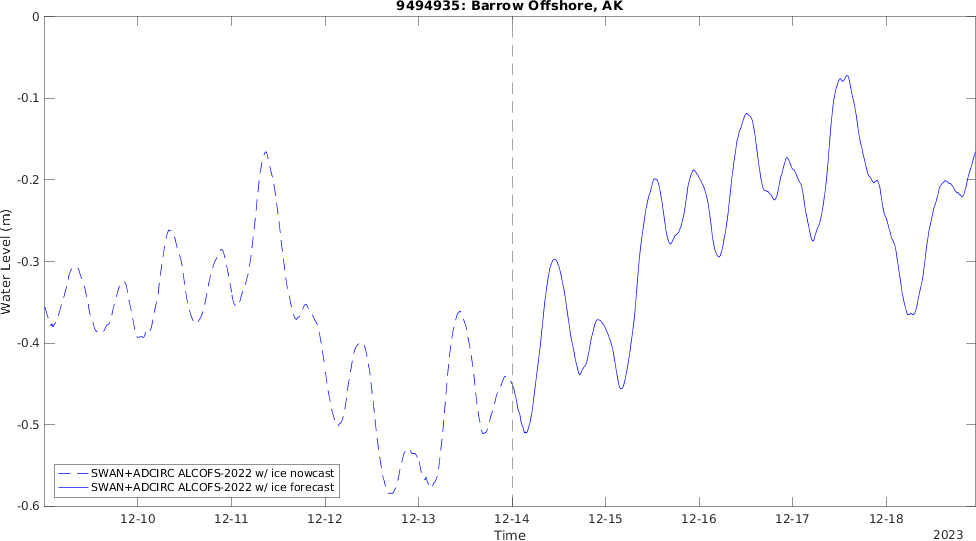 9494935: Barrow Offshore, AK
0
-0.1
-0.2
-0.3
-0.4
-0.5
-0.6
Water Level (m)
SWAN+ADCIRC ALCOFS-2022 w/ ice nowcast
SWAN+ADCIRC ALCOFS-2022 w/ ice forecast
12-10 12-11 12-12 12-13 12-14 12-15 12-16 12-17 12-18
Time
2023